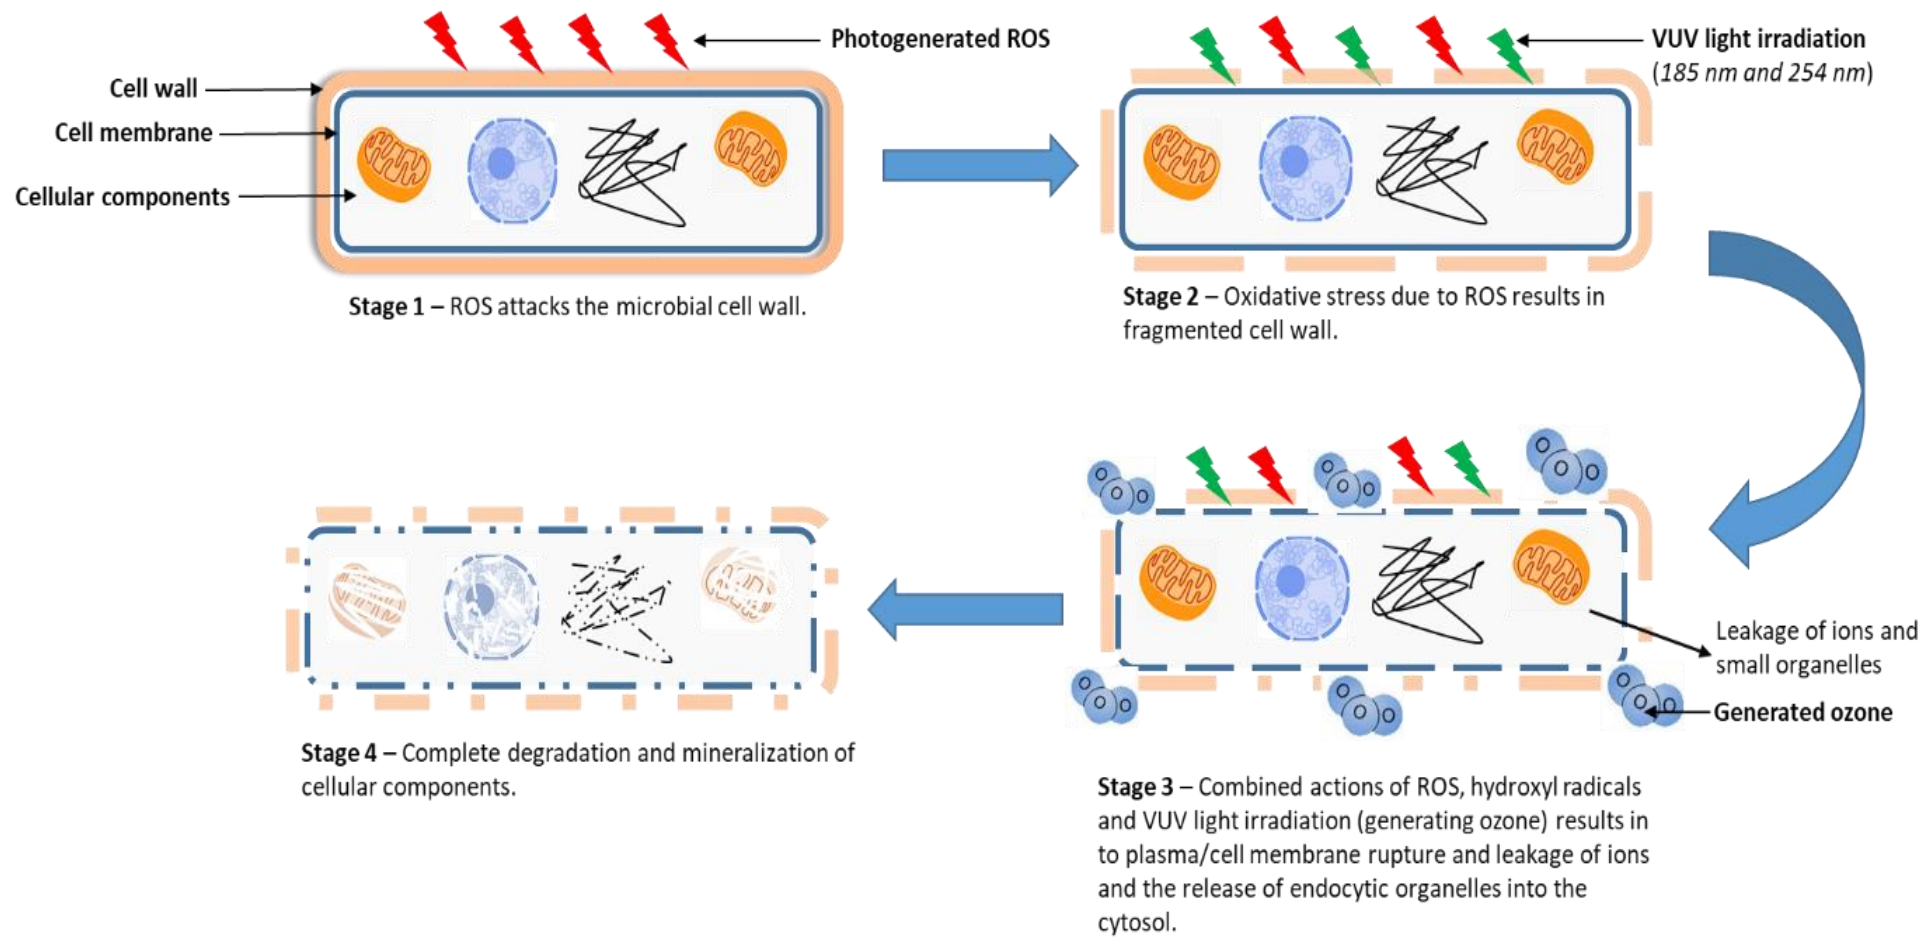 Photogenerated ROS
Cell wall
Cell membrane
Cellular components
Stage 1 – ROS attacks the microbial cell wall.
VUV light irradiation
(185 nm and 254 nm)
Stage 2 – Oxidative stress due to ROS results in
fragmented cell wall.
O
O
O
O
O
O
O
O
O
Leakage of ions and
small organelles
O
O
O
O
O
O
O
O
O
Generated ozone
Stage 3 – Combined actions of ROS, hydroxyl radicals
and VUV light irradiation (generating ozone) results in
to plasma/cell membrane rupture and leakage of ions
and the release of endocytic organelles into the
cytosol.
Stage 4 – Complete degradation and mineralization of
cellular components.